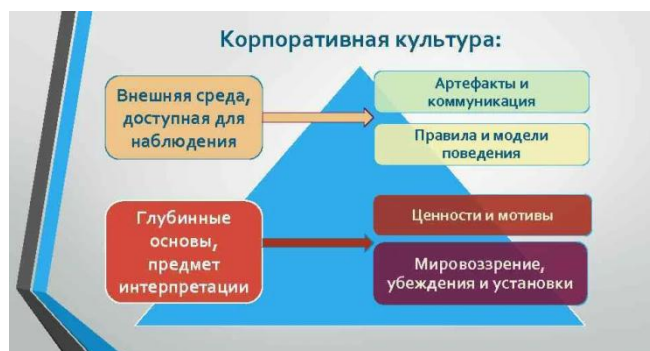 Корпоративная культура:
Внешняя среда,
доступная для
наблюдения
Артефакты и
коммуникация
Правила и модели
поведения
Глубинные
основы,
предмет
интерпретации
Ценности и мотивы
Мировоззрение,
убеждения и установки